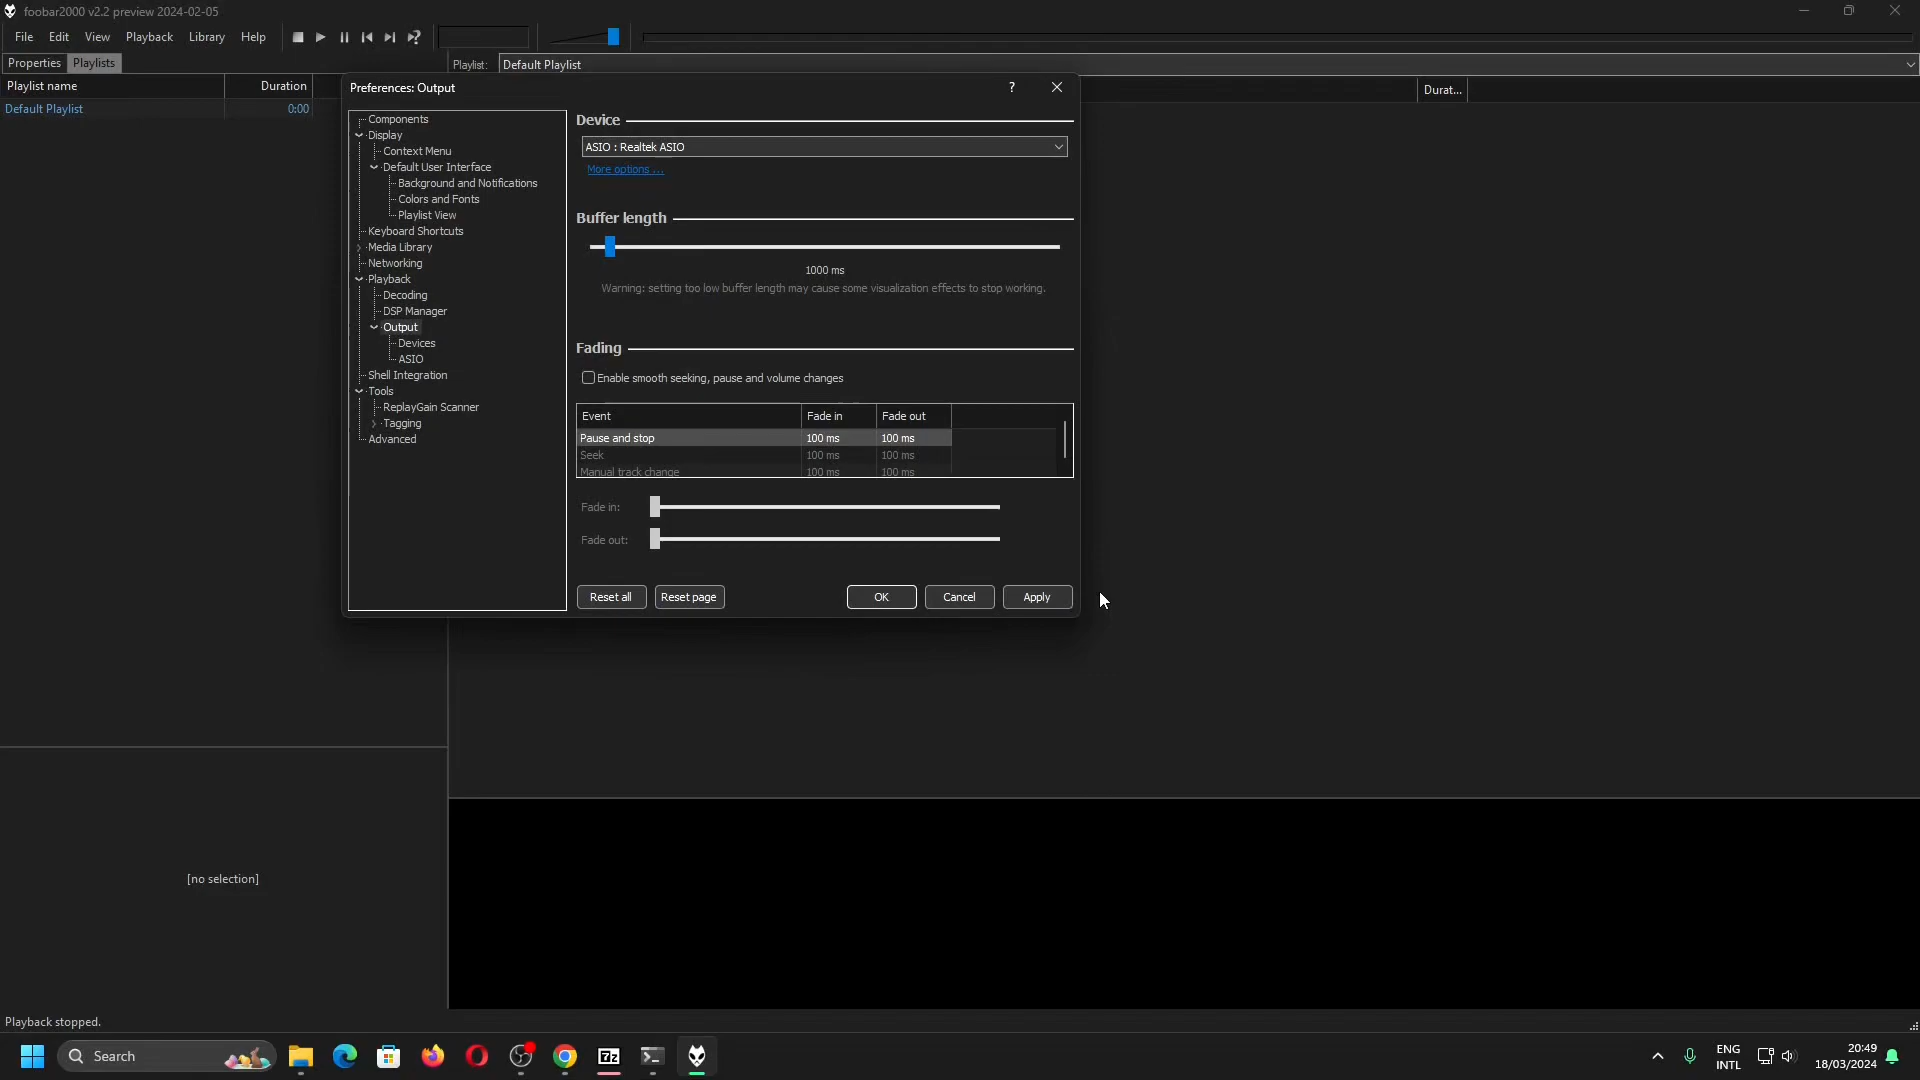 foobar2000 v2.2 preview 2024-02-05
File Edit View Playback Library Help
Properties Playlists
Playlist: Default Playlist
Playlist name Duration
Durat...
Default Playlist 0:00
Preferences: Output
?
Components
Display
Context Menu
Default User Interface
Background and Notifications
Colors and Fonts
Playlist View
Keyboard Shortcuts
Media Library
Networking
Playback
Decoding
DSP Manager
Output
Devices
ASIO
Shell Integration
Tools
ReplayGain Scanner
Tagging
Advanced
Device
ASIO : Realtek ASIO
More options ...
Buffer length
1000 ms
Warning: setting too low buffer length may cause some visualization effects to stop working.
Fading
Enable smooth seeking, pause and volume changes
Event Fade in Fade out
Pause and stop 100 ms 100 ms
Seek 100 ms 100 ms
Manual track change 100 ms 100 ms
Fade in:
Fade out:
Reset all Reset page OK Cancel Apply
[no selection]
Playback stopped.
Search
7z
ENG
INTL
20:49
18/03/2024